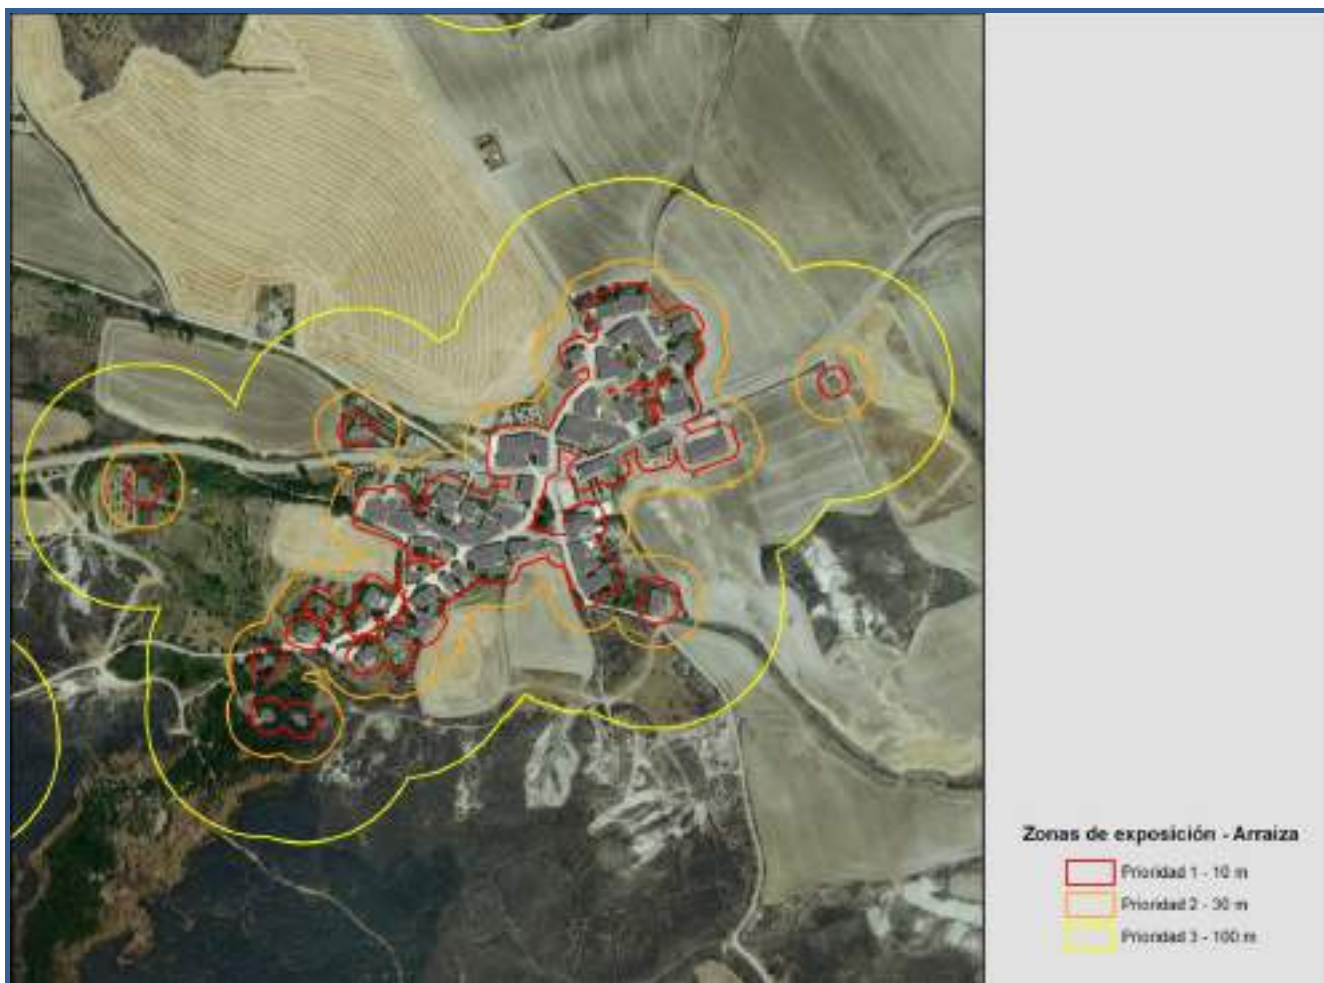 Zonas de exposición - Arraiza
Prioridad 1 - 10 m
Prioridad 2 - 30 m
Prioridad 3 - 100 m